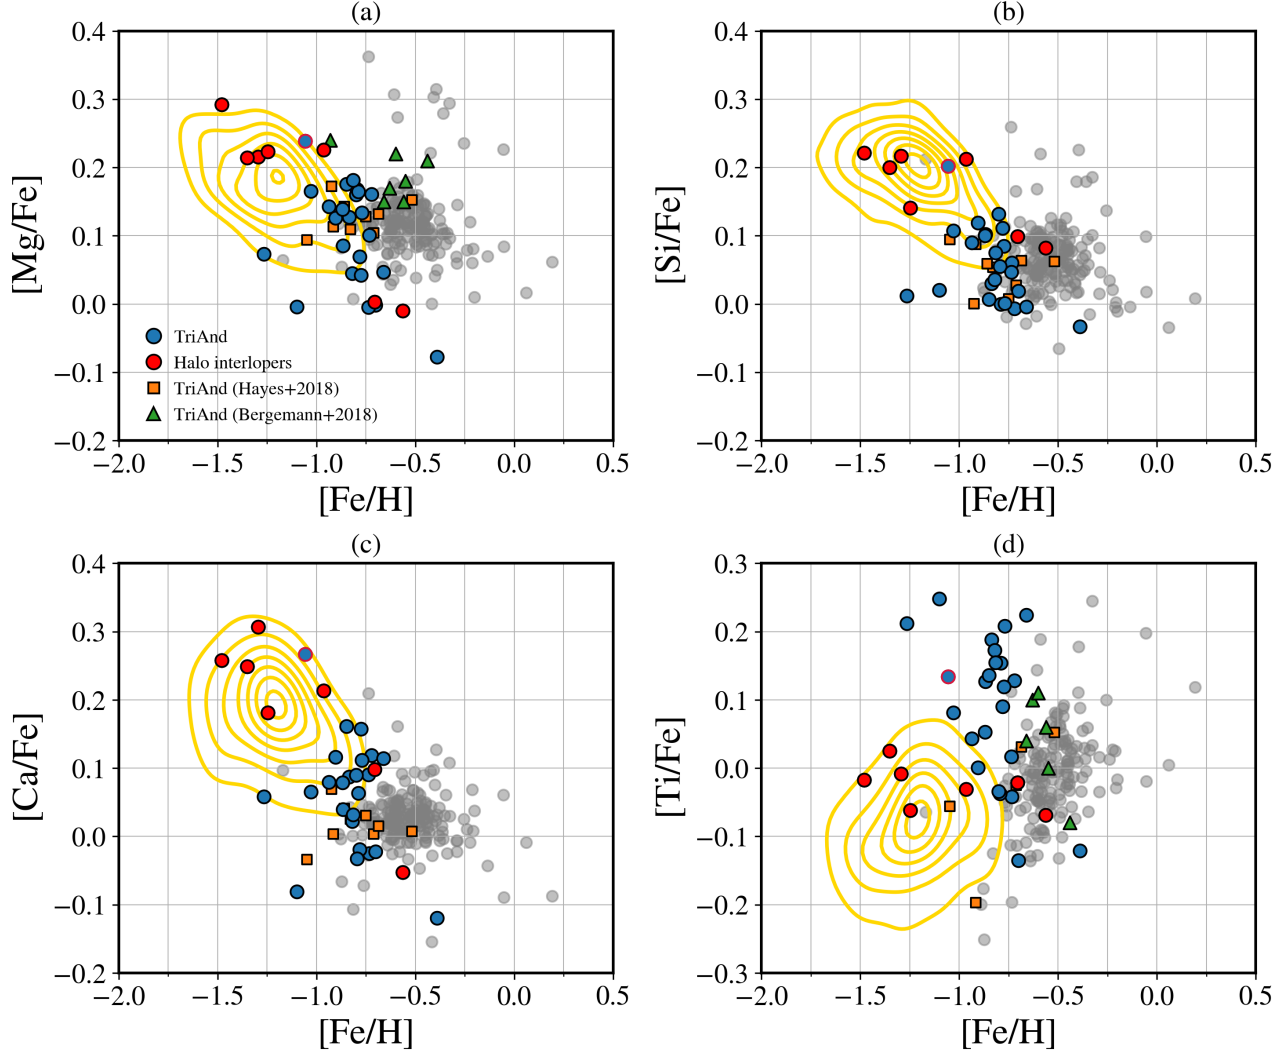 (a)
0.4
0.3
0.2
0.1
0.0
−0.1
−0.2
[Mg/Fe]
TriAnd
Halo interlopers
TriAnd (Hayes+2018)
TriAnd (Bergemann+2018)
−2.0 −1.5 −1.0 −0.5 0.0 0.5
[Fe/H]
(b)
0.4
0.3
0.2
0.1
0.0
−0.1
−0.2
[Si/Fe]
−2.0 −1.5 −1.0 −0.5 0.0 0.5
[Fe/H]
(c)
0.4
0.3
0.2
0.1
0.0
−0.1
−0.2
[Ca/Fe]
−2.0 −1.5 −1.0 −0.5 0.0 0.5
[Fe/H]
(d)
0.3
0.2
0.1
0.0
−0.1
−0.2
−0.3
[Ti/Fe]
−2.0 −1.5 −1.0 −0.5 0.0 0.5
[Fe/H]